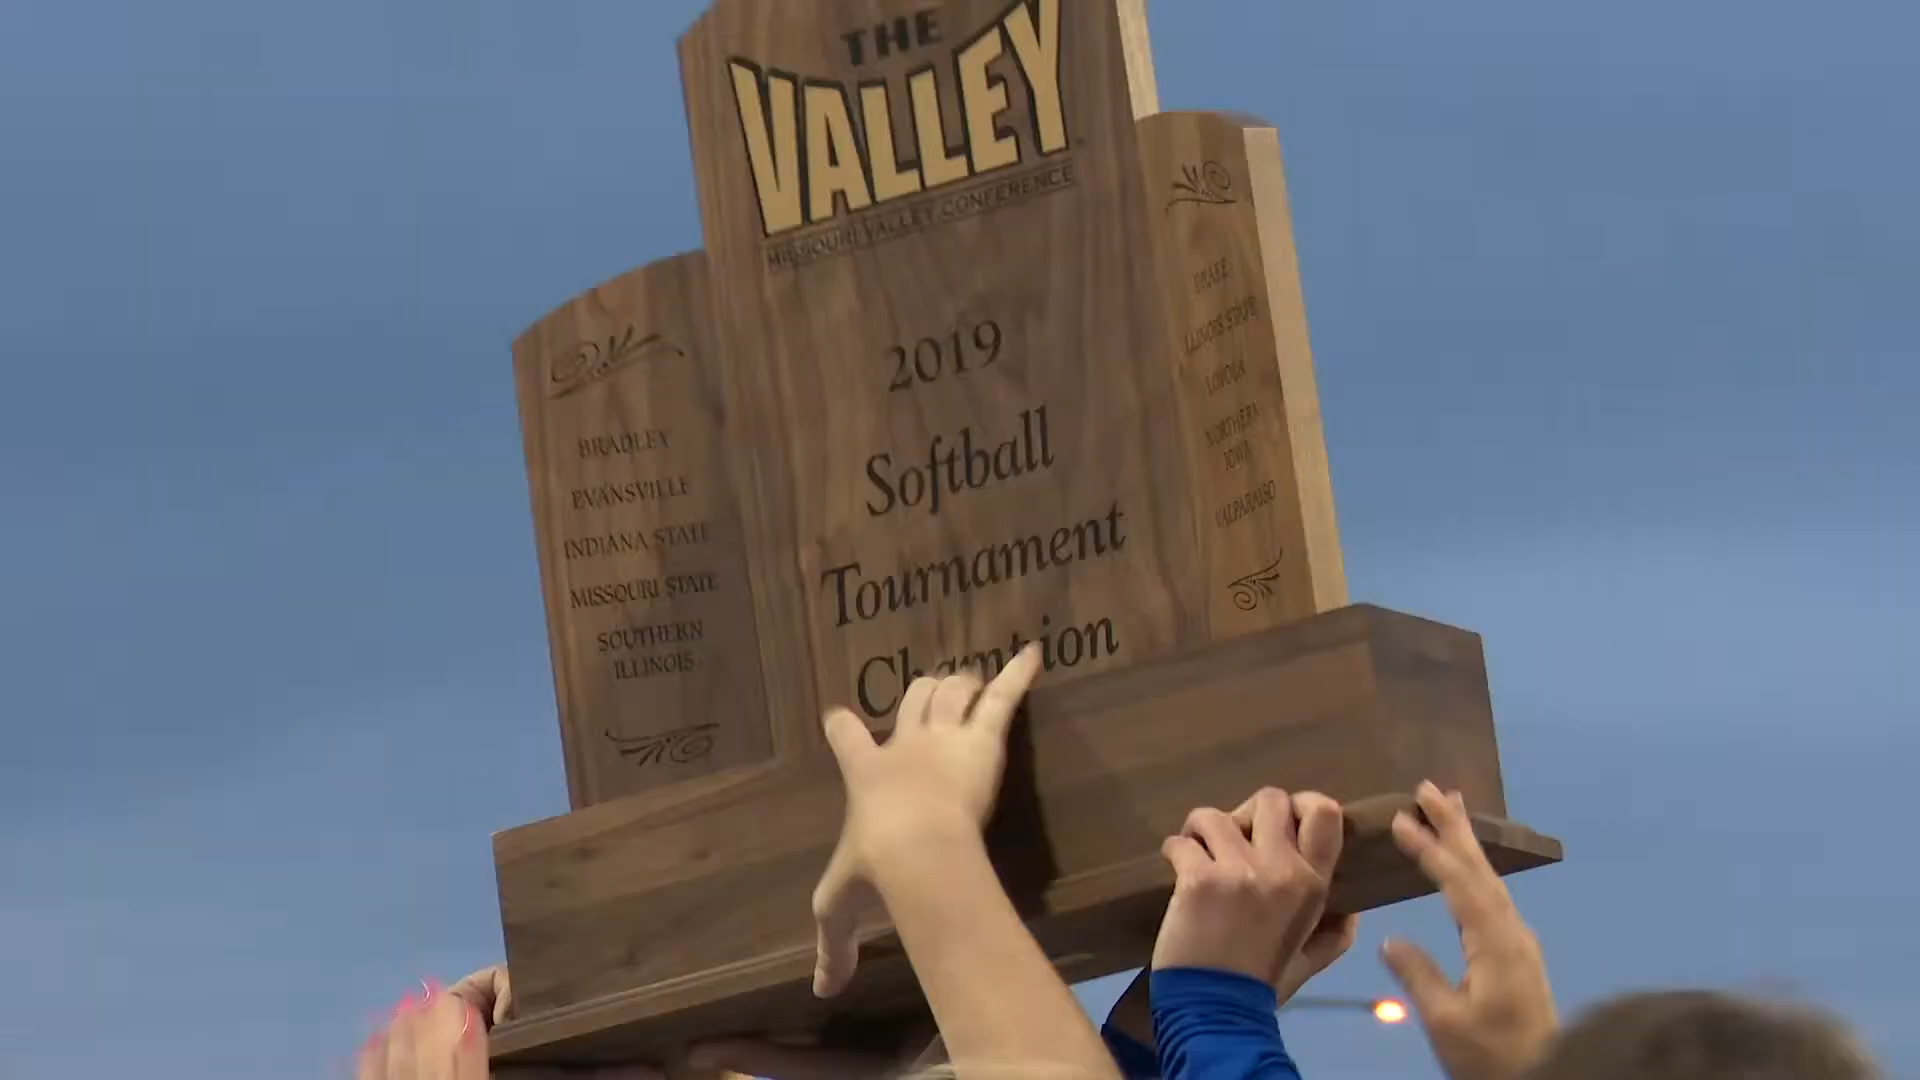 THE
VALLEY
MISSOURI VALLEY CONFERENCE
2019
Softball
Tournament
Champion
BRADLEY
EVANSVILLE
INDIANA STATE
MISSOURI STATE
SOUTHERN
ILLINOIS
DRAKE
ILLINOIS STATE
LOYOLA
NORTHERN
IOWA
VALPARAISO